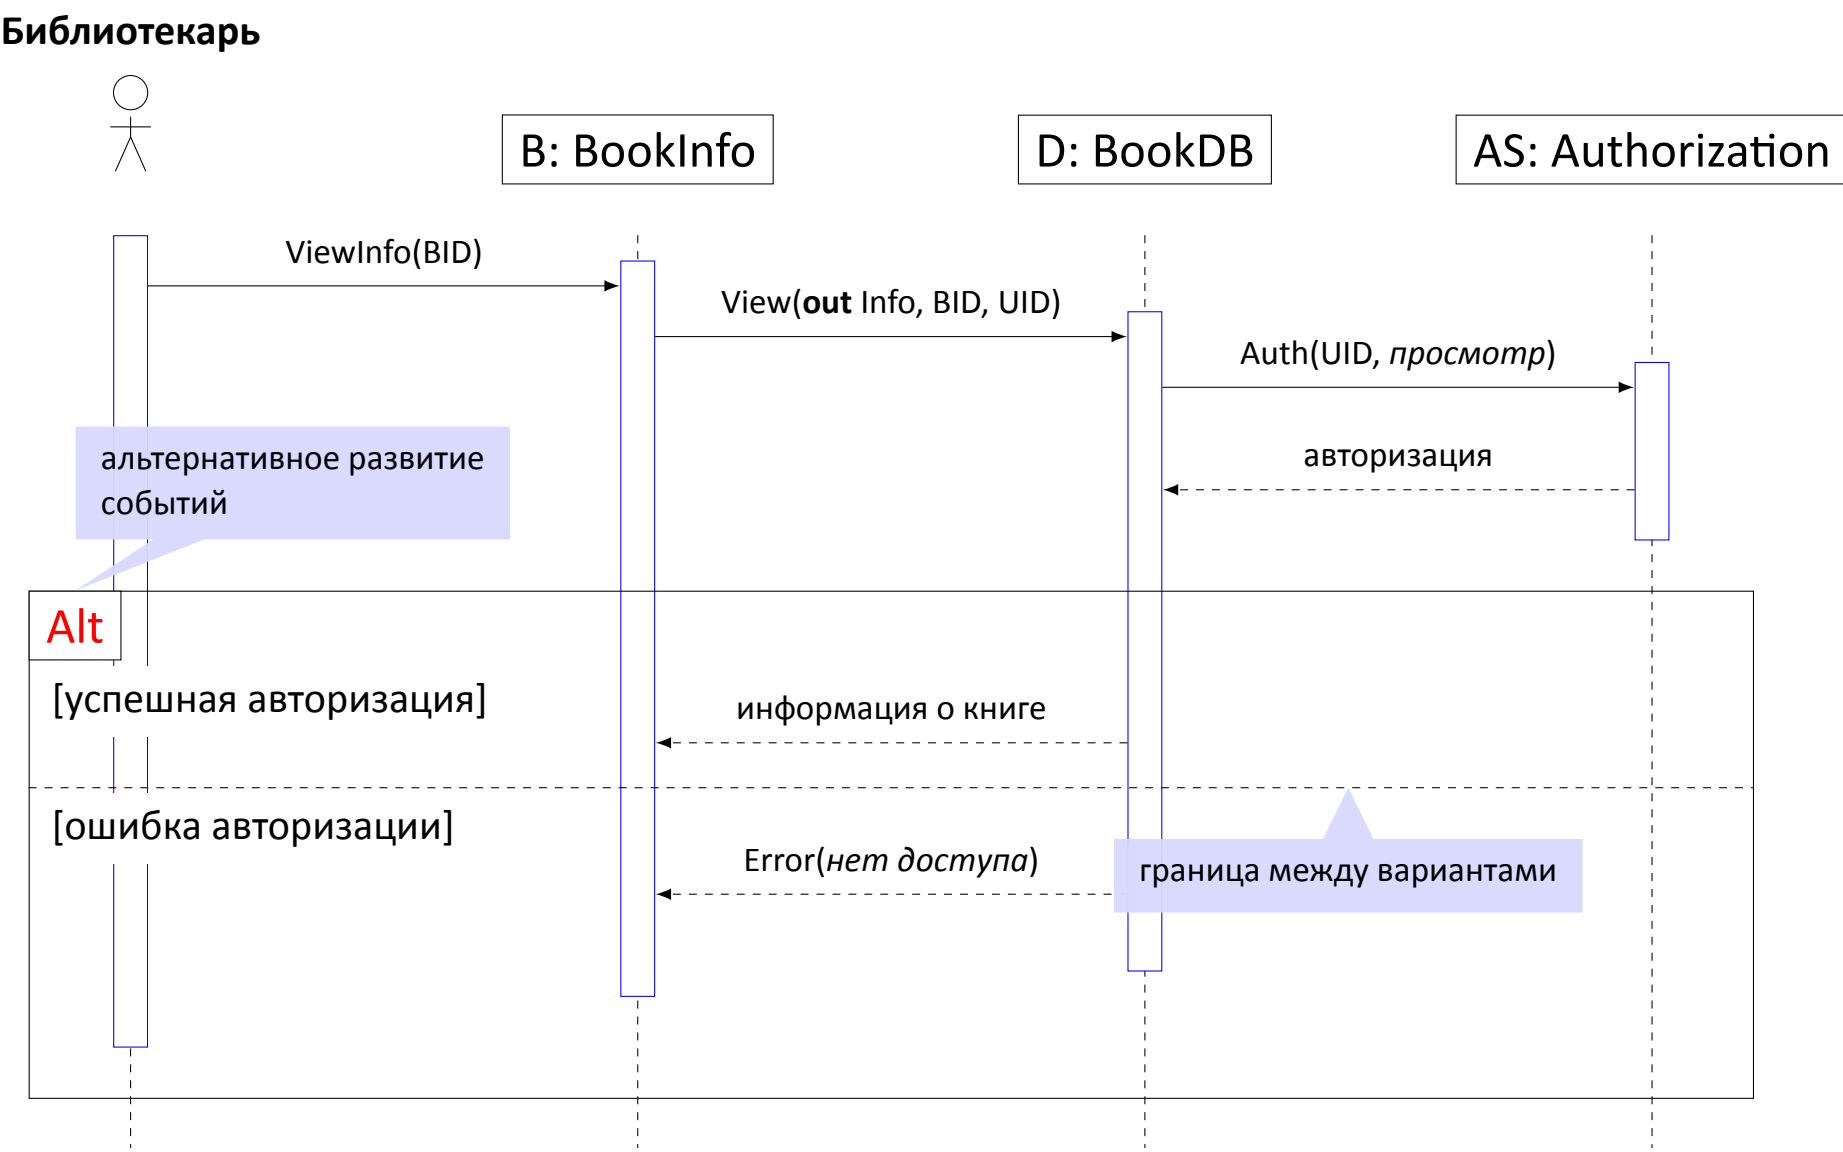 Библиотекарь
B: BookInfo
D: BookDB
AS: Authorization
ViewInfo(BID)
View(out Info, BID, UID)
Auth(UID, просмотр)
авторизация
альтернативное развитие
событий
Alt
[успешная авторизация]
информация о книге
[ошибка авторизации]
Error(нет доступа)
граница между вариантами